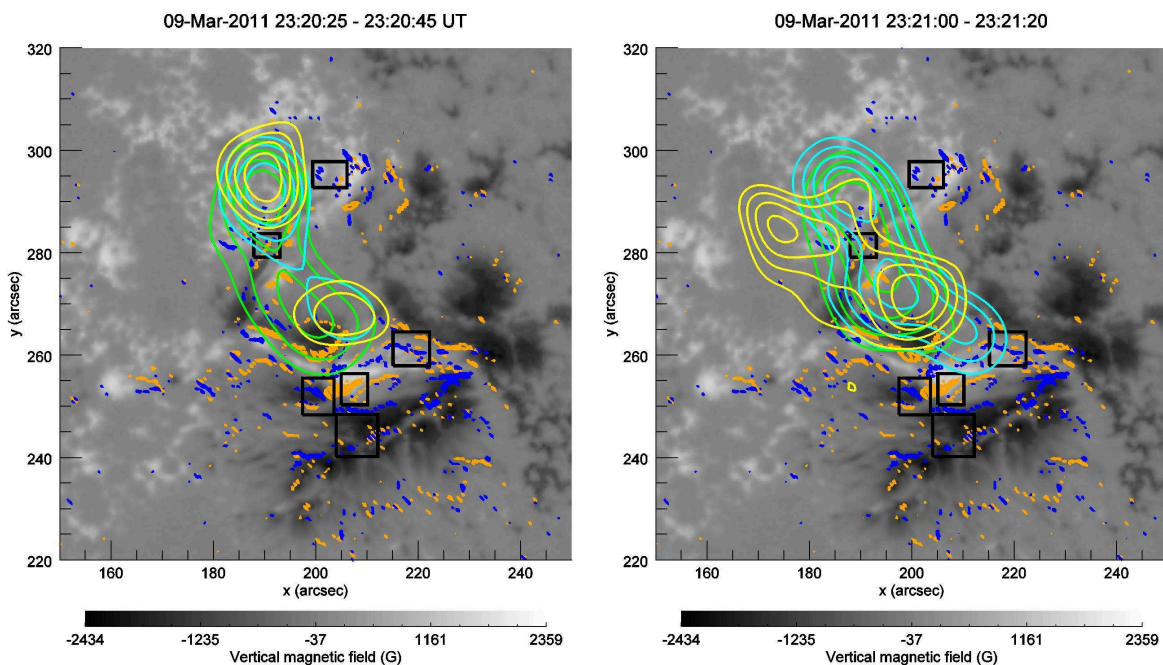 09-Mar-2011 23:20:25 - 23:20:45 UT
320
300
280
260
240
220
y (arcsec)
160 180 200 220 240
x (arcsec)
-2434 -1235 -37 1161 2359
Vertical magnetic field (G)
09-Mar-2011 23:21:00 - 23:21:20
320
300
280
260
240
220
y (arcsec)
160 180 200 220 240
x (arcsec)
-2434 -1235 -37 1161 2359
Vertical magnetic field (G)